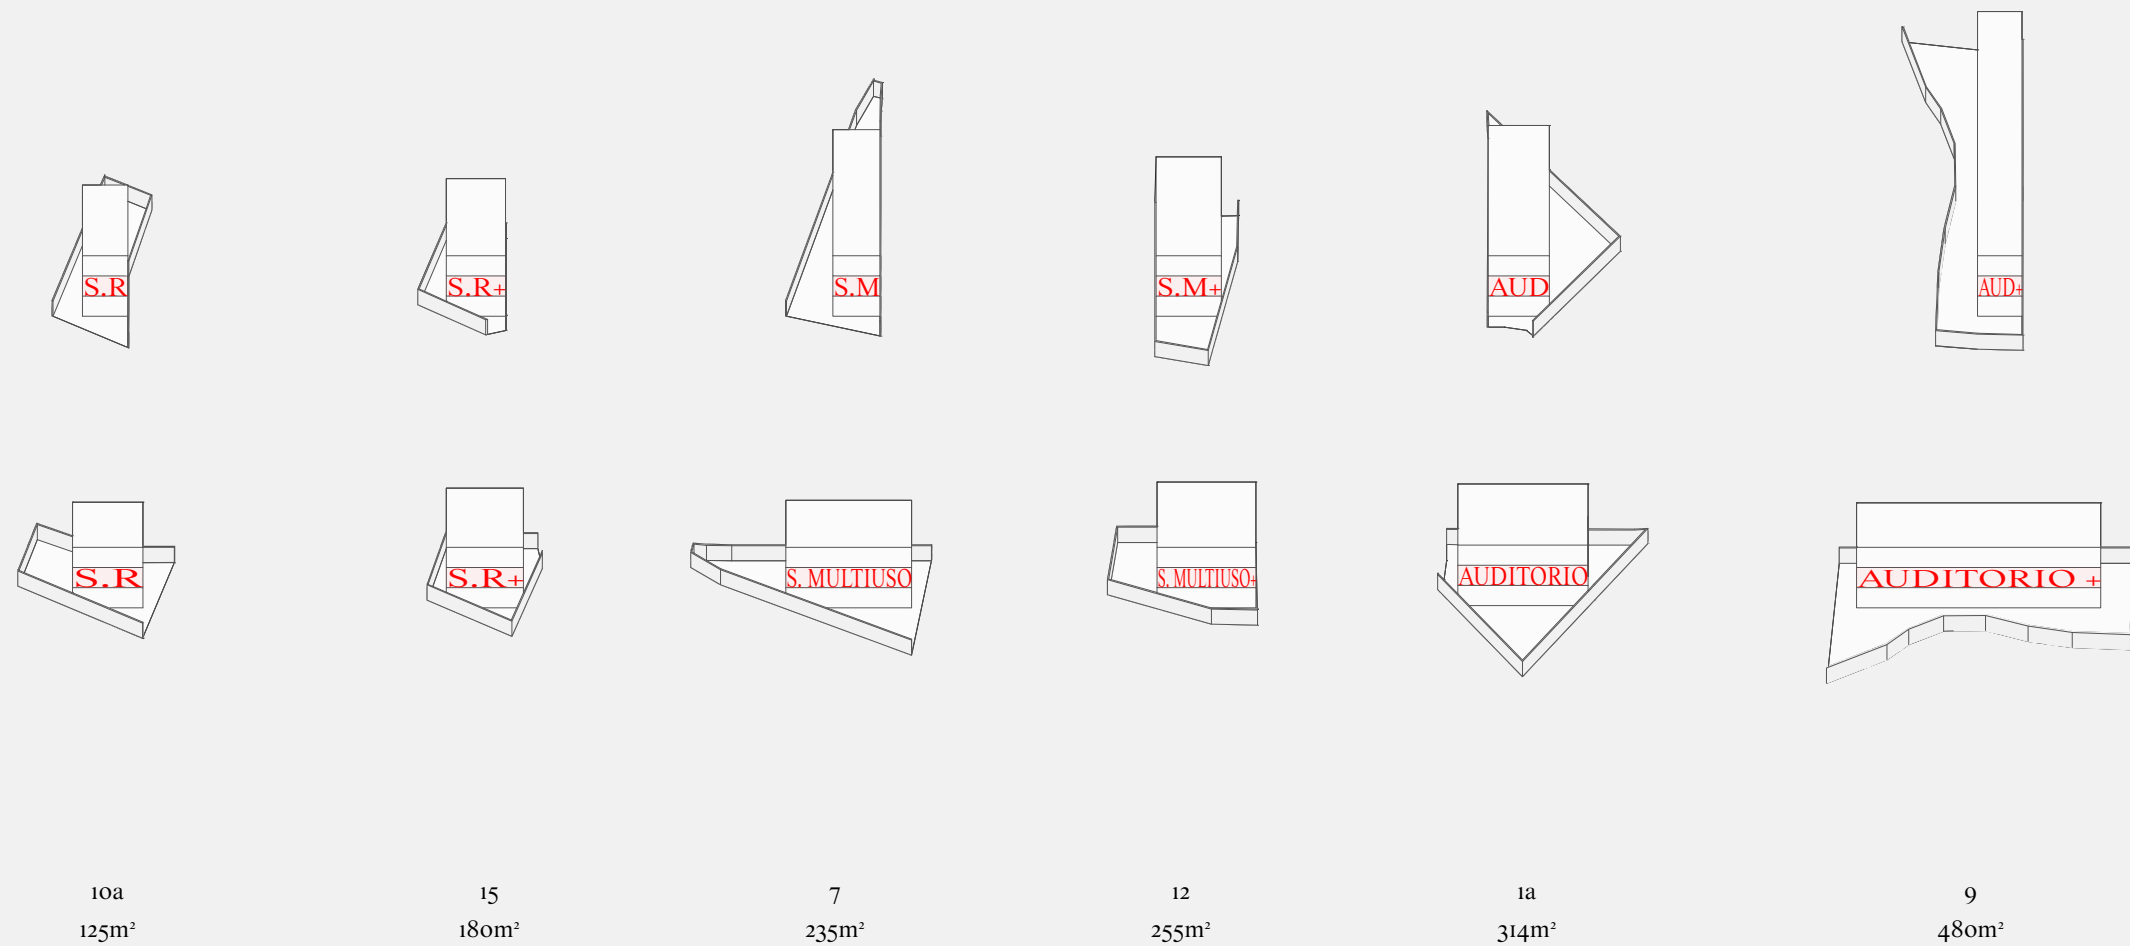 S.R
S.R+
S.M
S.M+
AUD
AUD+
S.R
S.R+
S. MULTIUSO
S. MULTIUSO+
AUDITORIO
AUDITORIO +
10a
15
7
12
1a
9
125m²
180m²
235m²
255m²
314m²
480m²